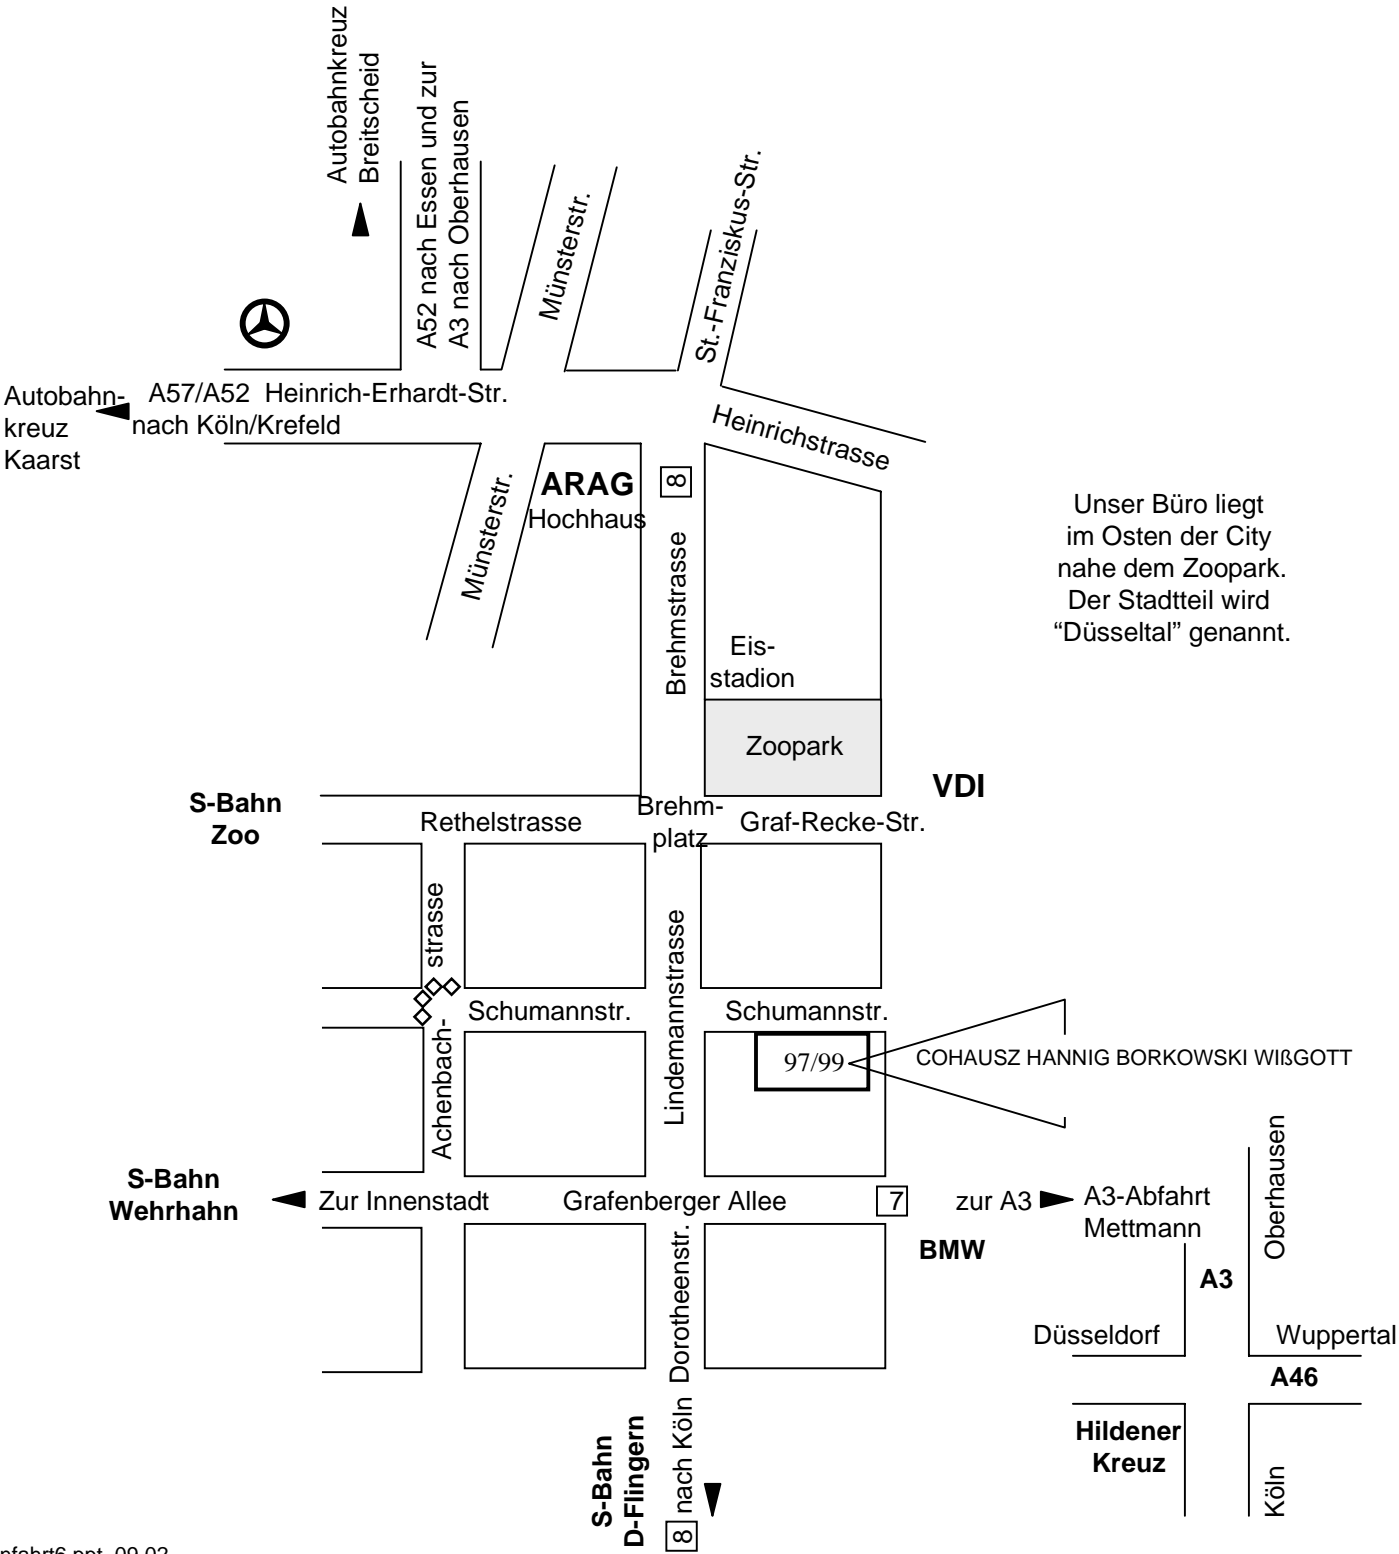 Autobahnkreuz
Breitscheid
A52 nach Essen und zur
A3 nach Oberhausen
Münsterstr.
St.-Franziskus-Str.
Autobahn-
kreuz
Kaarst
A57/A52 Heinrich-Erhardt-Str.
nach Köln/Krefeld
Heinrichstrasse
Münsterstr.
ARAG
Hochhaus
8
Brehmstrasse
Unser Büro liegt
im Osten der City
nahe dem Zoopark.
Der Stadtteil wird
“Düsseltal” genannt.
Eis-
stadion
Zoopark
VDI
S-Bahn
Zoo
Rethelstrasse
Brehm-
platz
Graf-Recke-Str.
Achenbach-
strasse
Lindemannstrasse
Schumannstr.
Schumannstr.
97/99
COHAUSZ HANNIG BORKOWSKI WIßGOTT
S-Bahn
Wehrhahn
Zur Innenstadt
Grafenberger Allee
7
zur A3
A3-Abfahrt
Mettmann
BMW
Oberhausen
A3
Düsseldorf
Wuppertal
A46
Hildener
Kreuz
Köln
Dorotheenstr.
S-Bahn
D-Flingern
8 nach Köln